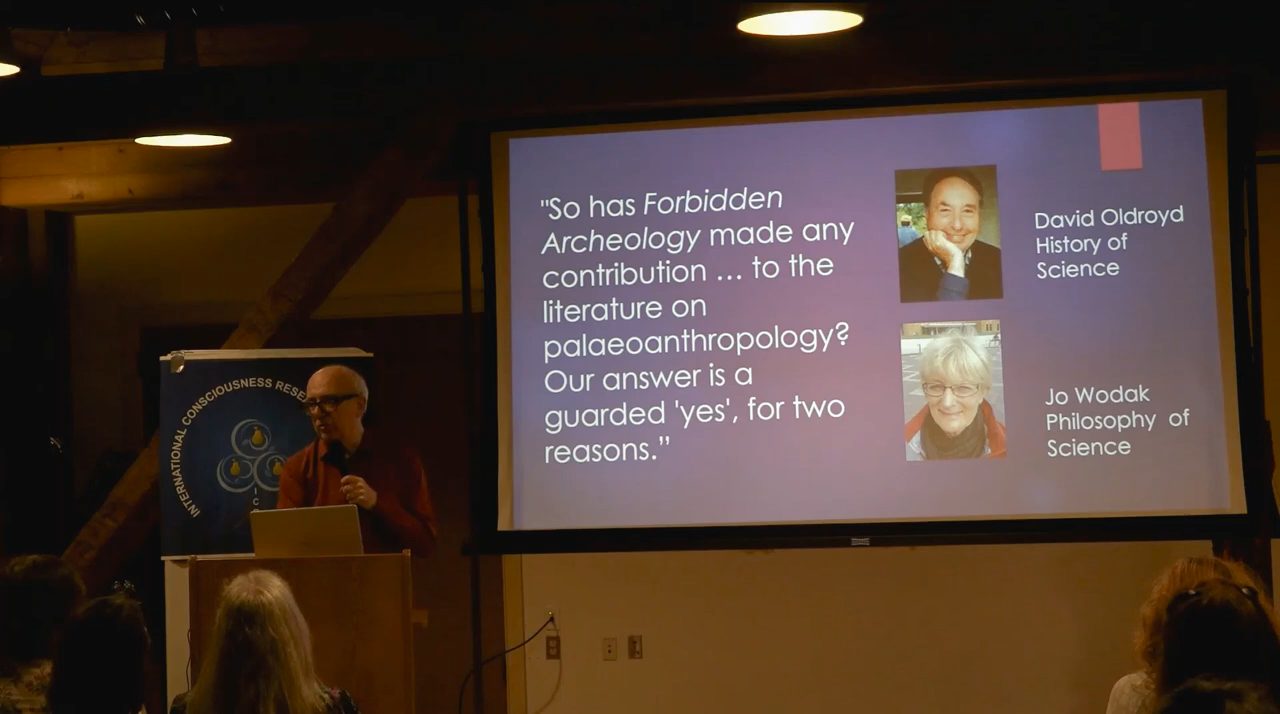 "So has Forbidden
Archeology made any
contribution … to the
literature on
palaeoanthropology?
Our answer is a
guarded 'yes', for two
reasons.”
David Oldroyd
History of
Science
Jo Wodak
Philosophy of
Science
INTERNATIONAL CONSCIOUSNESS
I
C